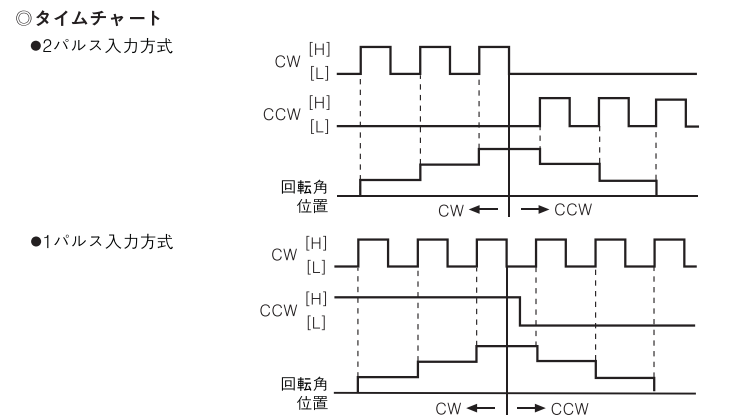 ◎タイムチャート
●2パルス入力方式
CW [H]
[L]
CCW [H]
[L]
回転角
位置
CW ← → CCW
●1パルス入力方式
CW [H]
[L]
CCW [H]
[L]
回転角
位置
CW ← → CCW